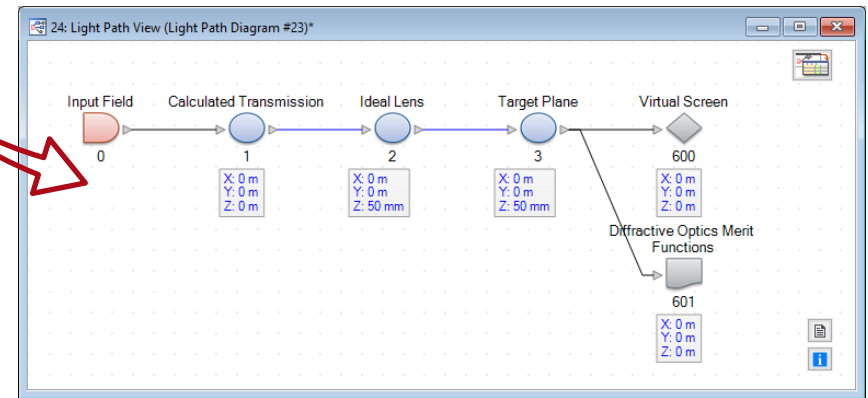 24: Light Path View (Light Path Diagram #23)*
Input Field
0
Calculated Transmission
1
X: 0 m
Y: 0 m
Z: 0 m
Ideal Lens
2
X: 0 m
Y: 0 m
Z: 50 mm
Target Plane
3
X: 0 m
Y: 0 m
Z: 50 mm
Virtual Screen
600
X: 0 m
Y: 0 m
Z: 0 m
Diffractive Optics Merit
Functions
601
X: 0 m
Y: 0 m
Z: 0 m
i